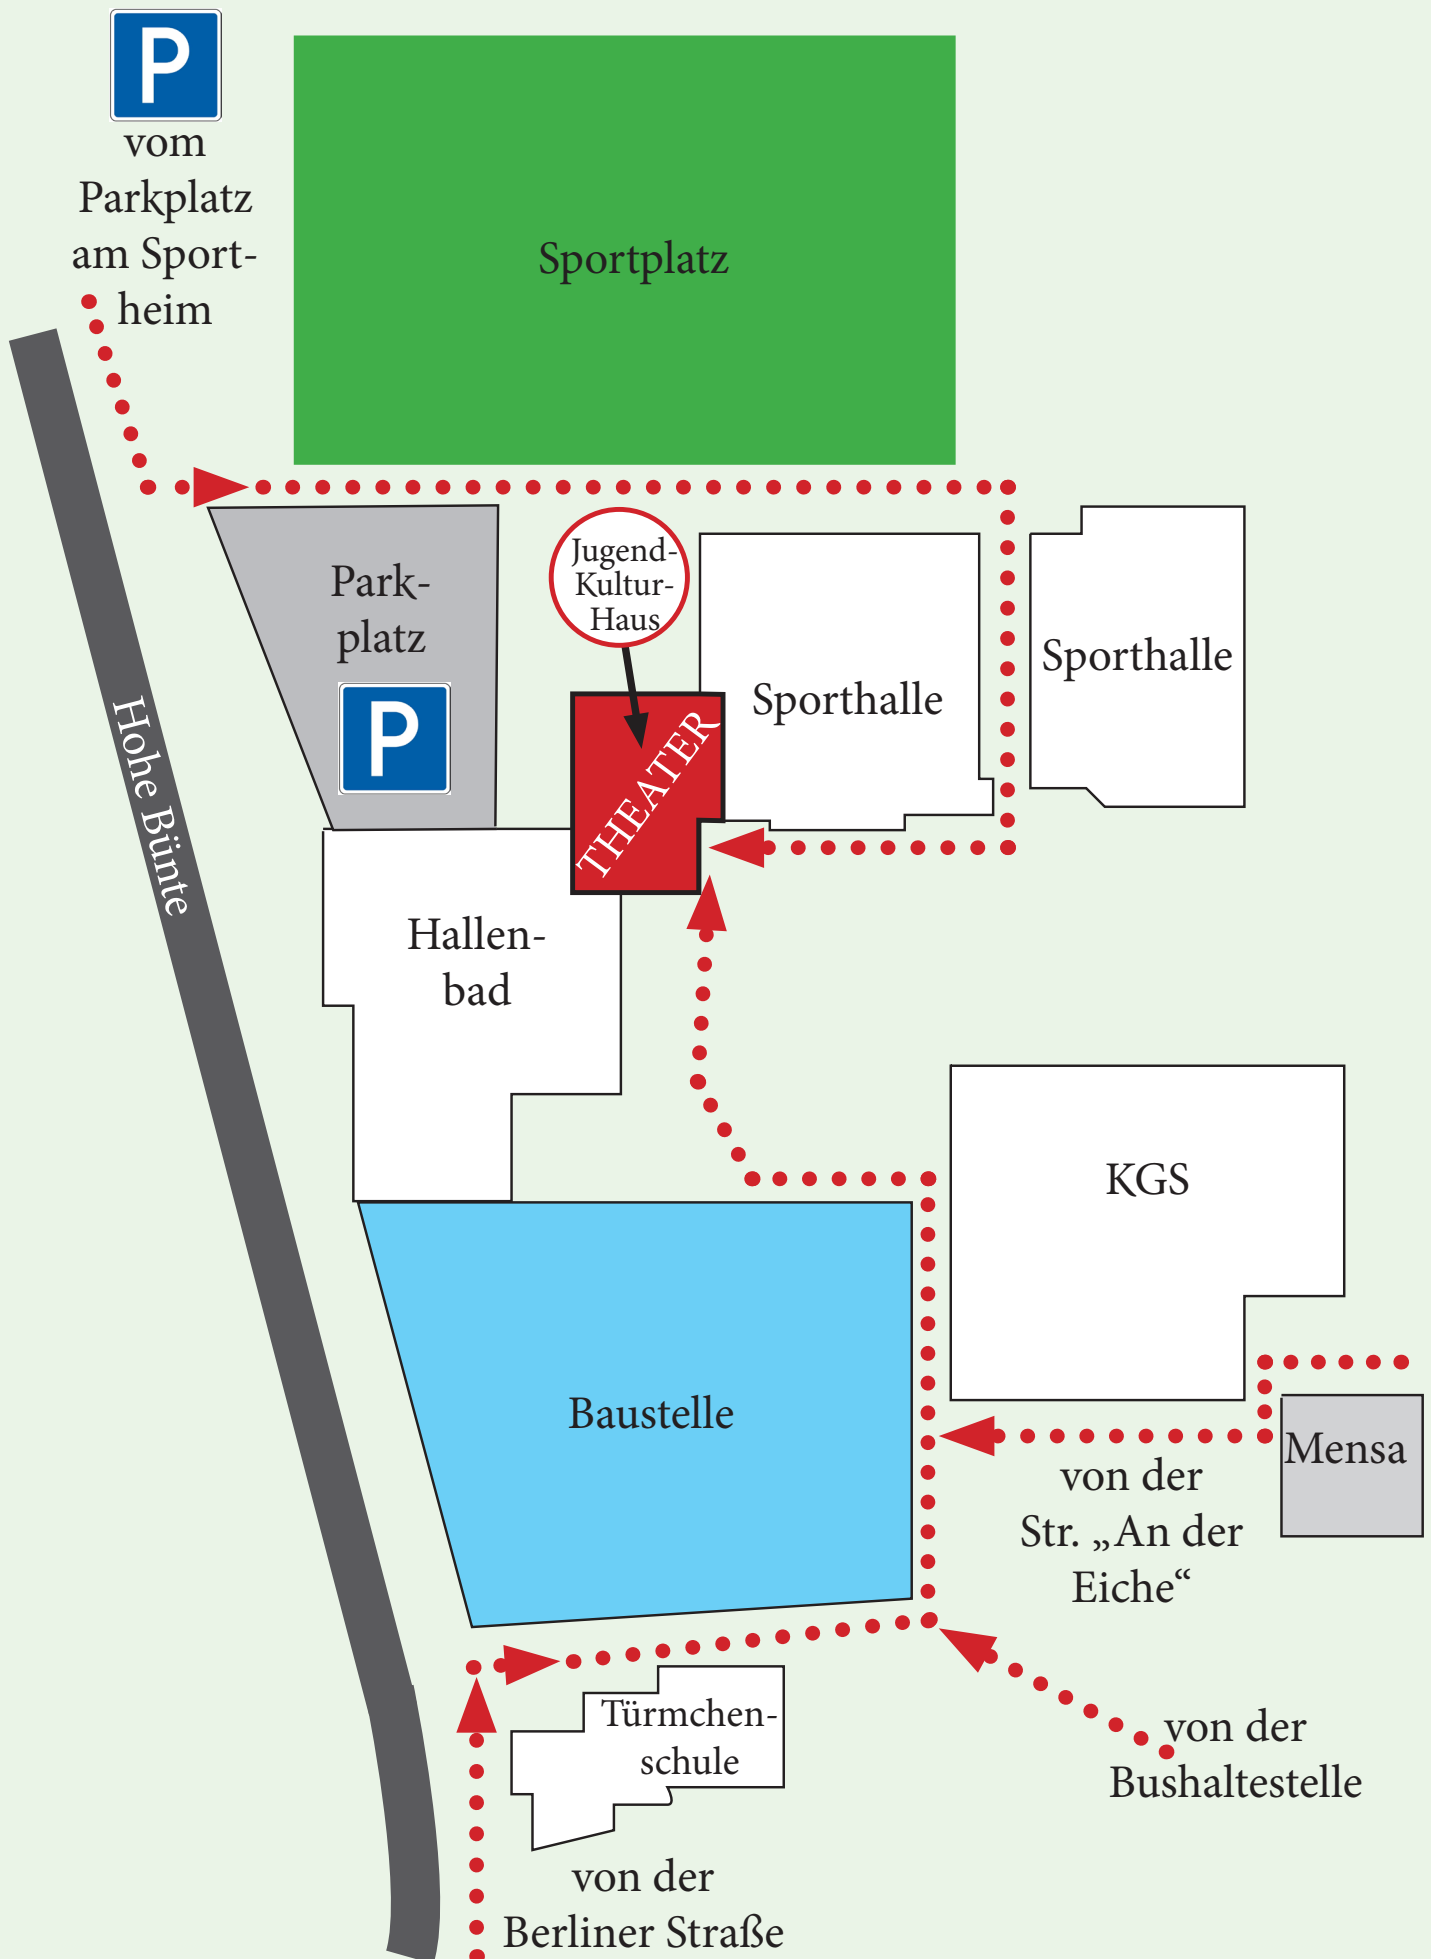 P
vom
Parkplatz
am Sport-
heim
Sportplatz
Jugend-
Kultur-
Haus
Park-
platz
P
Sporthalle
Sporthalle
THEATER
Hohe Bünte
Hallen-
bad
KGS
Baustelle
Mensa
von der
Str. „An der
Eiche“
Türmchen-
schule
von der
Bushaltestelle
von der
Berliner Straße